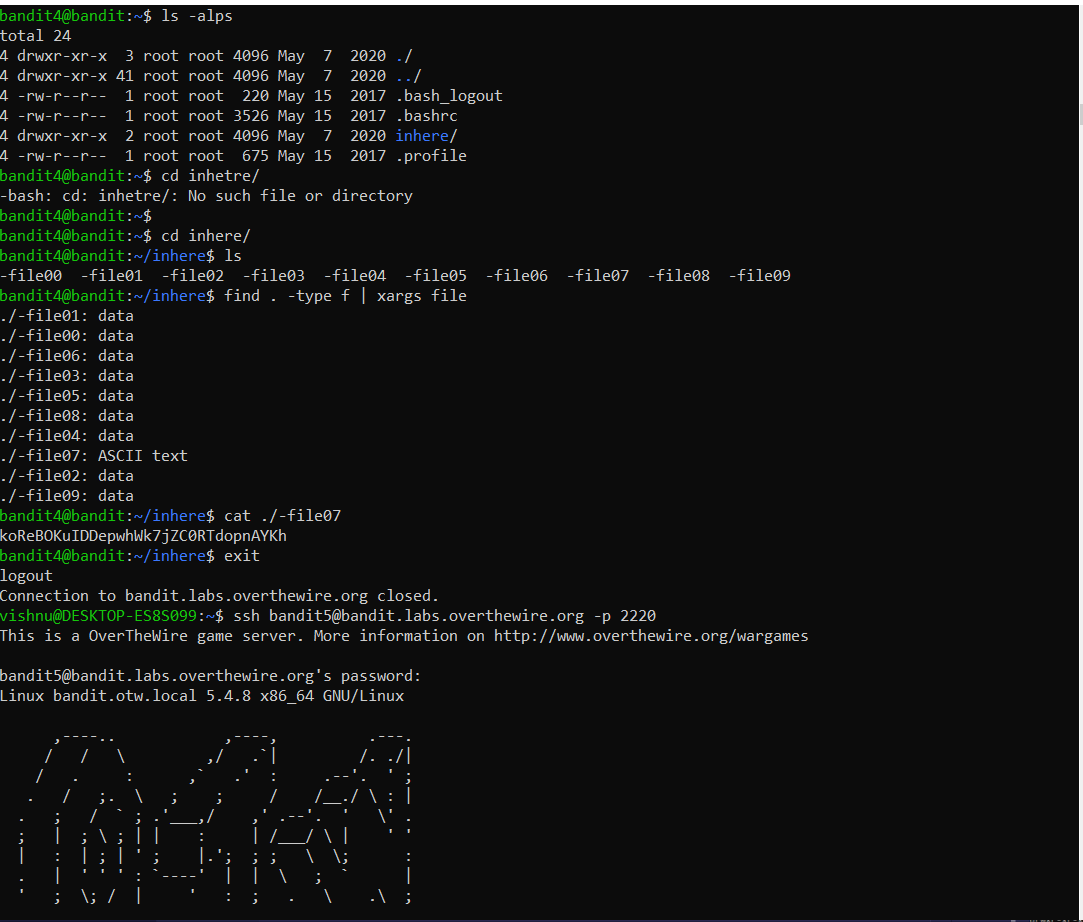 bandit4@bandit:~$ ls -alps
total 24
4 drwxr-xr-x  3 root root 4096 May  7  2020 ./
4 drwxr-xr-x 41 root root 4096 May  7  2020 ../
4 -rw-r--r--  1 root root  220 May 15  2017 .bash_logout
4 -rw-r--r--  1 root root 3526 May 15  2017 .bashrc
4 drwxr-xr-x  2 root root 4096 May  7  2020 inhere/
4 -rw-r--r--  1 root root  675 May 15  2017 .profile
bandit4@bandit:~$ cd inhetre/
-bash: cd: inhetre/: No such file or directory
bandit4@bandit:~$
bandit4@bandit:~$ cd inhere/
bandit4@bandit:~/inhere$ ls
-file00  -file01  -file02  -file03  -file04  -file05  -file06  -file07  -file08  -file09
bandit4@bandit:~/inhere$ find . -type f | xargs file
./-file01: data
./-file00: data
./-file06: data
./-file03: data
./-file05: data
./-file08: data
./-file04: data
./-file07: ASCII text
./-file02: data
./-file09: data
bandit4@bandit:~/inhere$ cat ./-file07
koReBOKuIDDepwhWk7jZC0RTdopnAYKh
bandit4@bandit:~/inhere$ exit
logout
Connection to bandit.labs.overthewire.org closed.
vishnu@DESKTOP-ES8S099:~$ ssh bandit5@bandit.labs.overthewire.org -p 2220
This is a OverTheWire game server. More information on http://www.overthewire.org/wargames
bandit5@bandit.labs.overthewire.org's password:
Linux bandit.otw.local 5.4.8 x86_64 GNU/Linux
      ,----..            ,----,          .---.
     /   /   \         ,/   .`|         /. ./|
    /   .     :      ,`   .'  :     .--'.  ' ;
   .   /   ;.  \   ;    ;     /    /__./ \ : |
  .   ;   /  ` ; .'___,/    ,' .--'.  '   \' .
  ;   |  ; \ ; | |    :     | /___/ \ |    ' '
  |   :  | ; | ' ;    |.';  ; ;   \  \;      :
  .   |  ' ' ' : `----'  |  | \   ;  `      |
  '   ;  \; /  |     '   :  ;   .   \    .\  ;